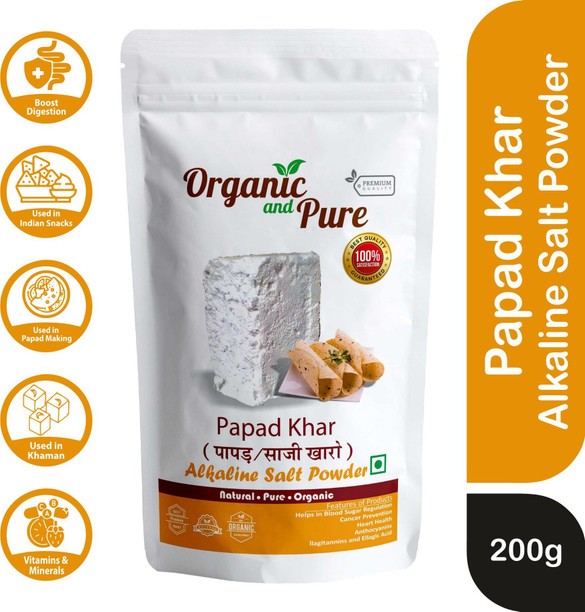 Boost
Digestion
Used in
Indian Snacks
Used in
Papad Making
Used in
Khaman
Vitamins &
Minerals
Organic
and Pure
PREMIUM
QUALITY
BEST QUALITY
100%
SATISFACTION
GUARANTEED
Papad Khar
( पापड़/साजी खारो )
Alkaline Salt Powder
Natural • Pure • Organic
Features of Products
Helps in Blood Sugar Regulation
Cancer Prevention
Heart Health
Anthocyanins
Ilagitannins and Ellagic Acid
ORGANIC
Papad Khar
Alkaline Salt Powder
200g